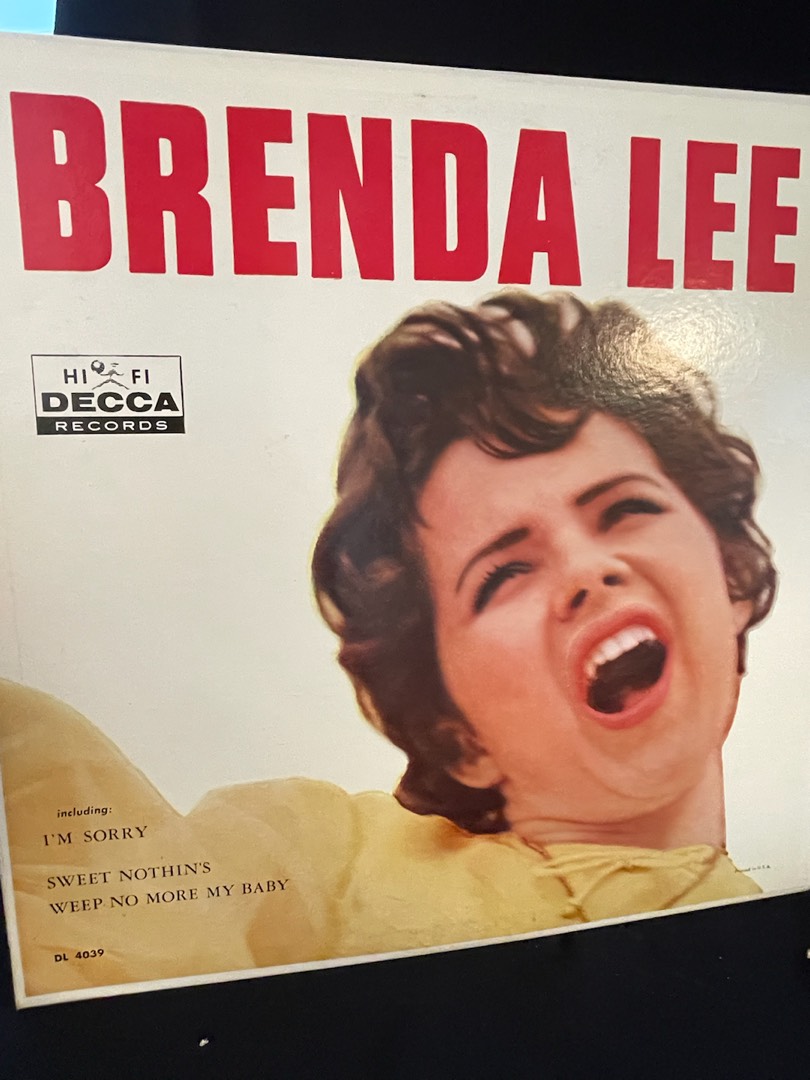 BRENDA LEE
HI FI
DECCA
RECORDS
including:
I'M SORRY
SWEET NOTHIN'S
WEEP NO MORE MY BABY
DL 4039